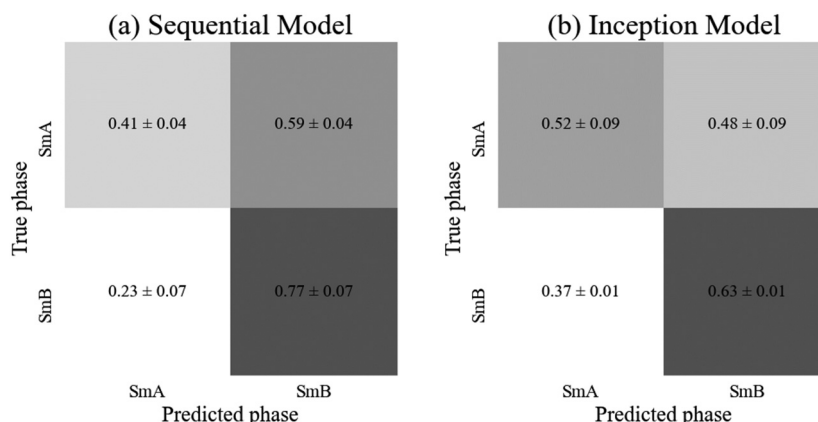 (a) Sequential Model
SmA
0.41 ± 0.04
0.59 ± 0.04
True phase
SmB
0.23 ± 0.07
0.77 ± 0.07
SmA
SmB
Predicted phase
(b) Inception Model
SmA
0.52 ± 0.09
0.48 ± 0.09
True phase
SmB
0.37 ± 0.01
0.63 ± 0.01
SmA
SmB
Predicted phase